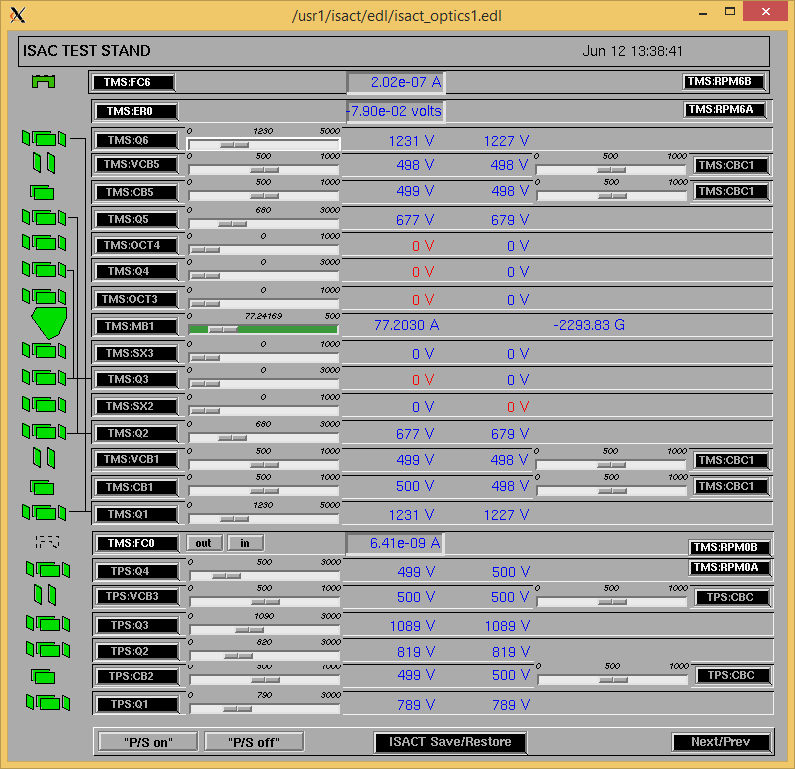 /usr1/isact/edl/isact_optics1.edl
ISAC TEST STAND Jun 12 13:38:41
TMS:FC6 2.02e-07 A TMS:RPM6B
TMS:ER0 -7.90e-02 volts TMS:RPM6A
TMS:Q6 0 1230 5000 1231 V 1227 V
TMS:VCB5 0 500 1000 498 V 498 V 0 500 1000 TMS:CBC1
TMS:CB5 0 500 1000 499 V 498 V 0 500 1000 TMS:CBC1
TMS:Q5 0 680 3000 677 V 679 V
TMS:OCT4 0 0 1000 0 V 0 V
TMS:Q4 0 0 3000 0 V 0 V
TMS:OCT3 0 0 1000 0 V 0 V
TMS:MB1 0 77.24169 500 77.2030 A -2293.83 G
TMS:SX3 0 0 1000 0 V 0 V
TMS:Q3 0 0 3000 0 V 0 V
TMS:SX2 0 0 1000 0 V 0 V
TMS:Q2 0 680 3000 677 V 679 V
TMS:VCB1 0 500 1000 499 V 498 V 0 500 1000 TMS:CBC1
TMS:CB1 0 500 1000 500 V 498 V 0 500 1000 TMS:CBC1
TMS:Q1 0 1230 5000 1231 V 1227 V
TMS:FC0 out in 6.41e-09 A TMS:RPM0B
TPS:Q4 0 500 3000 499 V 500 V TMS:RPM0A
TPS:VCB3 0 500 1000 500 V 500 V 0 500 1000 TPS:CBC
TPS:Q3 0 1090 3000 1089 V 1089 V
TPS:Q2 0 820 3000 819 V 819 V
TPS:CB2 0 500 1000 499 V 500 V 0 500 1000 TPS:CBC
TPS:Q1 0 790 3000 789 V 789 V
"P/S on" "P/S off" ISACT Save/Restore Next/Prev